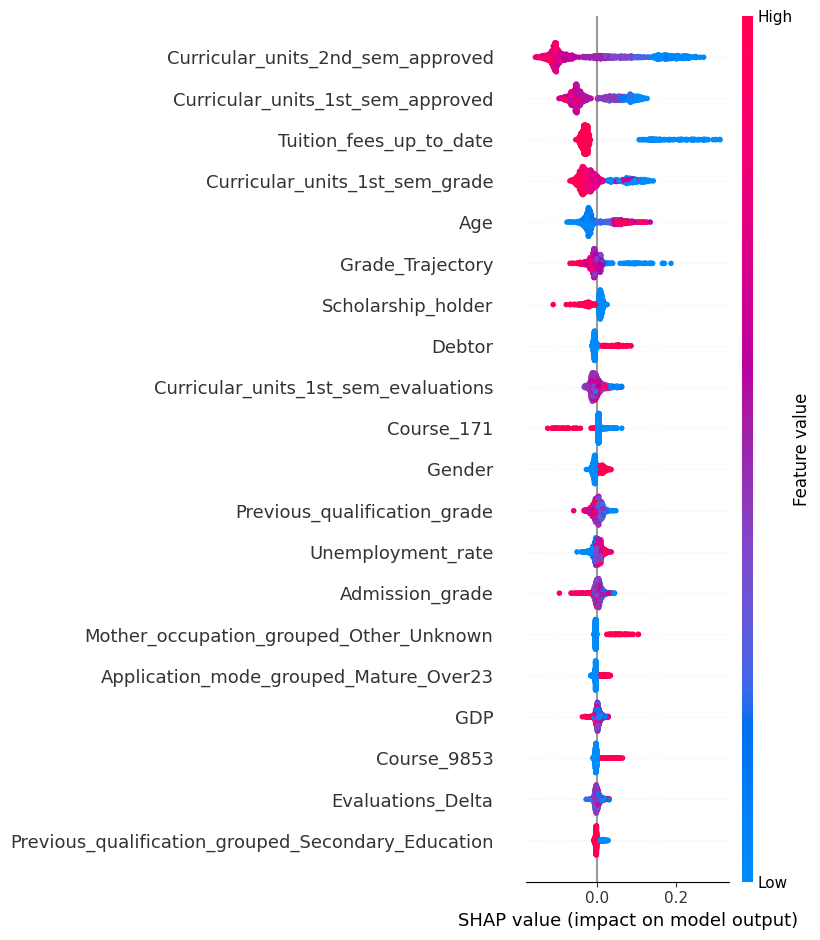 High
Curricular_units_2nd_sem_approved
Curricular_units_1st_sem_approved
Tuition_fees_up_to_date
Curricular_units_1st_sem_grade
Age
Grade_Trajectory
Scholarship_holder
Debtor
Curricular_units_1st_sem_evaluations
Course_171
Gender
Previous_qualification_grade
Unemployment_rate
Admission_grade
Mother_occupation_grouped_Other_Unknown
Application_mode_grouped_Mature_Over23
GDP
Course_9853
Evaluations_Delta
Previous_qualification_grouped_Secondary_Education
Feature value
Low
0.0 0.2
SHAP value (impact on model output)